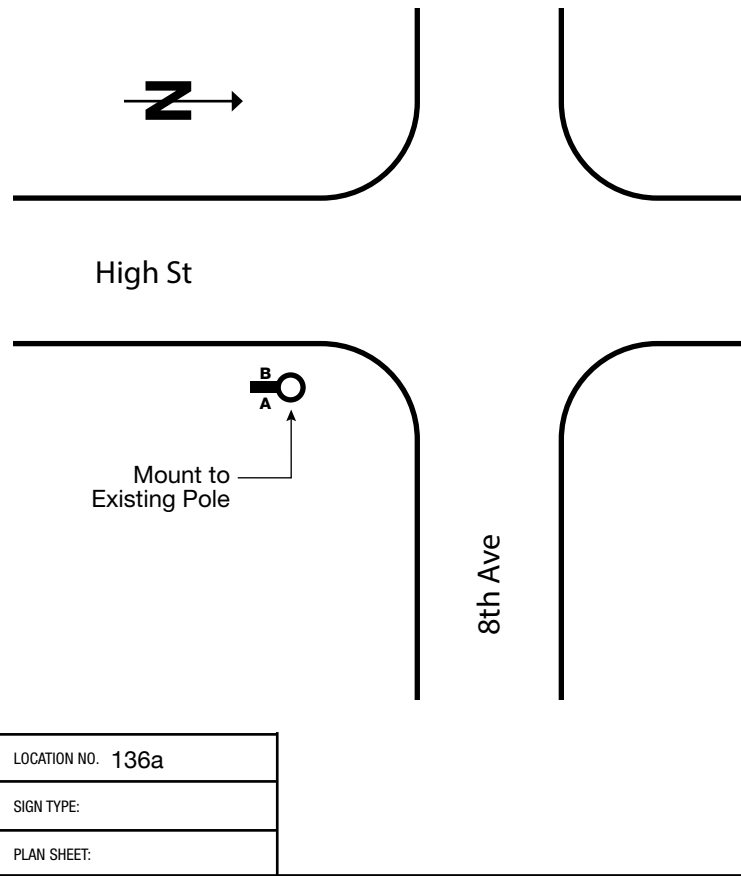 N
High St
B
A
Mount to
Existing Pole
8th Ave
LOCATION NO. 136a
SIGN TYPE:
PLAN SHEET: